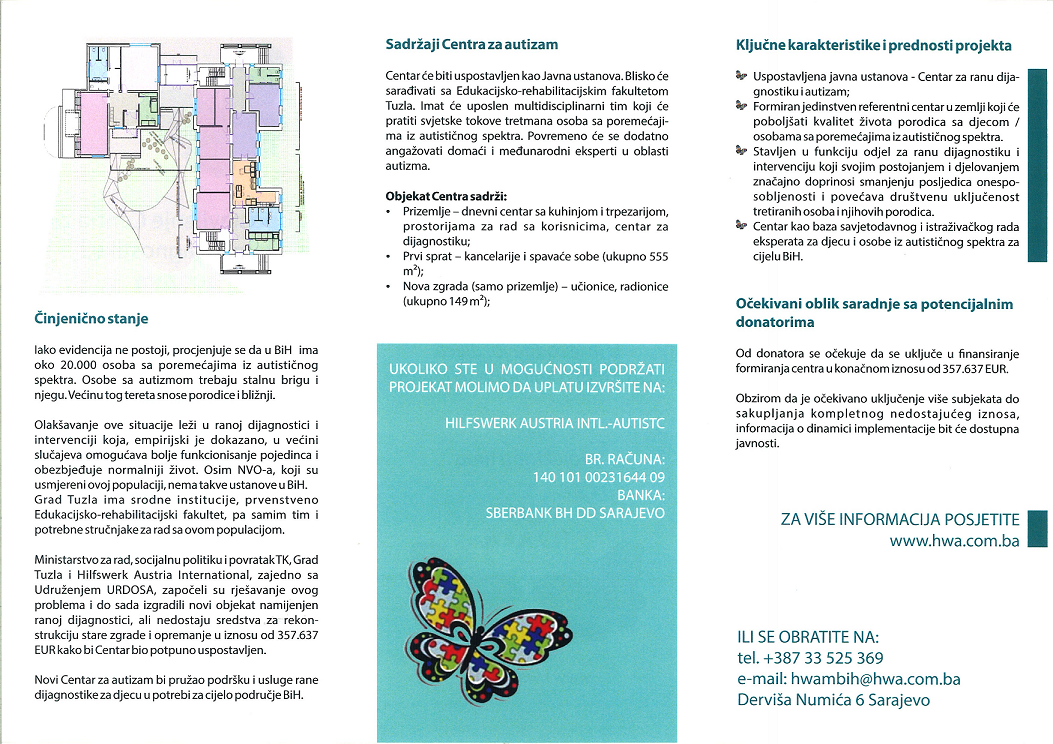 Činjenično stanje
Iako evidencija ne postoji, procjenjuje se da u BiH ima
oko 20.000 osoba sa poremećajima iz autističnog
spektra. Osobe sa autizmom trebaju stalnu brigu i
njegu. Većinu tog tereta snose porodice i bližnji.
Olakšavanje ove situacije leži u ranoj dijagnostici i
intervenciji koja, empirijski je dokazano, u većini
slučajeva omogućava bolje funkcionisanje pojedinca i
obezbjeđuje normalniji život. Osim NVO-a, koji su
usmjereni ovoj populaciji, nema takve ustanove u BiH.
Grad Tuzla ima srodne institucije, prvenstveno
Edukacijsko-rehabilitacijski fakultet, pa samim tim i
potrebne stručnjake za rad sa ovom populacijom.
Ministarstvo za rad, socijalnu politiku i povratak TK, Grad
Tuzla i Hilfswerk Austria International, zajedno sa
Udruženjem URDOSA, započeli su rješavanje ovog
problema i do sada izgradili novi objekat namijenjen
ranoj dijagnostici, ali nedostaju sredstva za rekon-
strukciju stare zgrade i opremanje u iznosu od 357.637
EUR kako bi Centar bio potpuno uspostavljen.
Novi Centar za autizam bi pružao podršku i usluge rane
dijagnostike za djecu u potrebi za cijelo područje BiH.
Sadržaji Centra za autizam
Centar će biti uspostavljen kao Javna ustanova. Blisko će
sarađivati sa Edukacijsko-rehabilitacijskim fakultetom
Tuzla. Imat će uposlen multidisciplinarni tim koji će
pratiti svjetske tokove tretmana osoba sa poremećaji-
ma iz autističnog spektra. Povremeno će se dodatno
angažovati domaći i međunarodni eksperti u oblasti
autizma.
Objekat Centra sadrži:
• Prizemlje – dnevni centar sa kuhinjom i trpezarijom,
prostorijama za rad sa korisnicima, centar za
dijagnostiku;
• Prvi sprat – kancelarije i spavaće sobe (ukupno 555
m²);
• Nova zgrada (samo prizemlje) – učionice, radionice
(ukupno 149 m²);
UKOLIKO STE U MOGUĆNOSTI PODRŽATI
PROJEKAT MOLIMO DA UPLATU IZVRŠITE NA:
HILFSWERK AUSTRIA INTL.-AUTISTC
BR. RAČUNA:
140 101 00231644 09
BANKA:
SBERBANK BH DD SARAJEVO
Ključne karakteristike i prednosti projekta
Uspostavljena javna ustanova - Centar za ranu dija-
gnostiku i autizam;
Formiran jedinstven referentni centar u zemlji koji će
poboljšati kvalitet života porodica sa djecom /
osobama sa poremećajima iz autističnog spektra.
Stavljen u funkciju odjel za ranu dijagnostiku i
intervenciju koji svojim postojanjem i djelovanjem
značajno doprinosi smanjenju posljedica onespo-
sobljenosti i povećava društvenu uključenost
tretiranih osoba i njihovih porodica.
Centar kao baza savjetodavnog i istraživačkog rada
eksperata za djecu i osobe iz autističnog spektra za
cijelu BiH.
Očekivani oblik saradnje sa potencijalnim
donatorima
Od donatora se očekuje da se uključe u finansiranje
formiranja centra u konačnom iznosu od 357.637 EUR.
Obzirom da je očekivano uključenje više subjekata do
sakupljanja kompletnog nedostajućeg iznosa,
informacija o dinamici implementacije bit će dostupna
javnosti.
ZA VIŠE INFORMACIJA POSJETITE
www.hwa.com.ba
ILI SE OBRATITE NA:
tel. +387 33 525 369
e-mail: hwambih@hwa.com.ba
Derviša Numića 6 Sarajevo